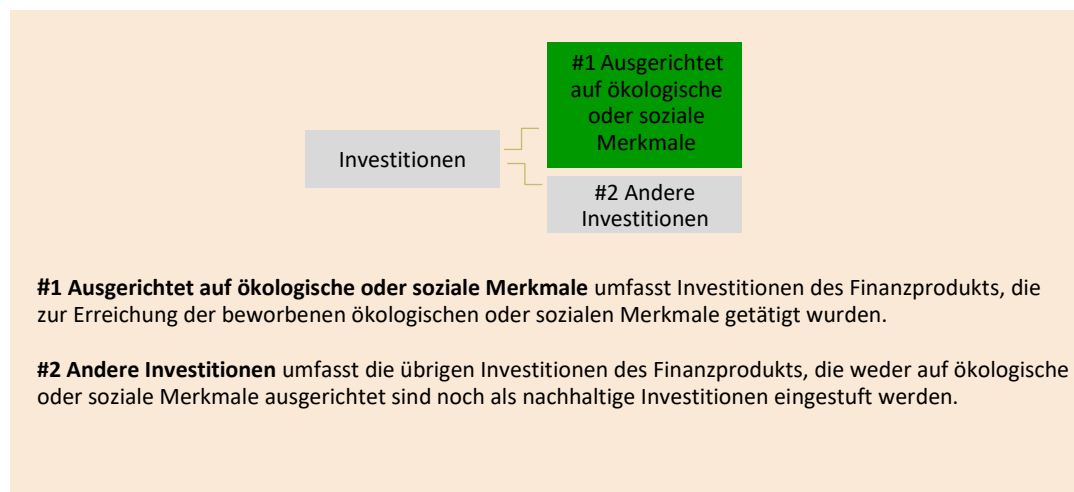 #1 Ausgerichtet
auf ökologische
oder soziale
Merkmale
Investitionen
#2 Andere
Investitionen
#1 Ausgerichtet auf ökologische oder soziale Merkmale umfasst Investitionen des Finanzprodukts, die
zur Erreichung der beworbenen ökologischen oder sozialen Merkmale getätigt wurden.
#2 Andere Investitionen umfasst die übrigen Investitionen des Finanzprodukts, die weder auf ökologische
oder soziale Merkmale ausgerichtet sind noch als nachhaltige Investitionen eingestuft werden.